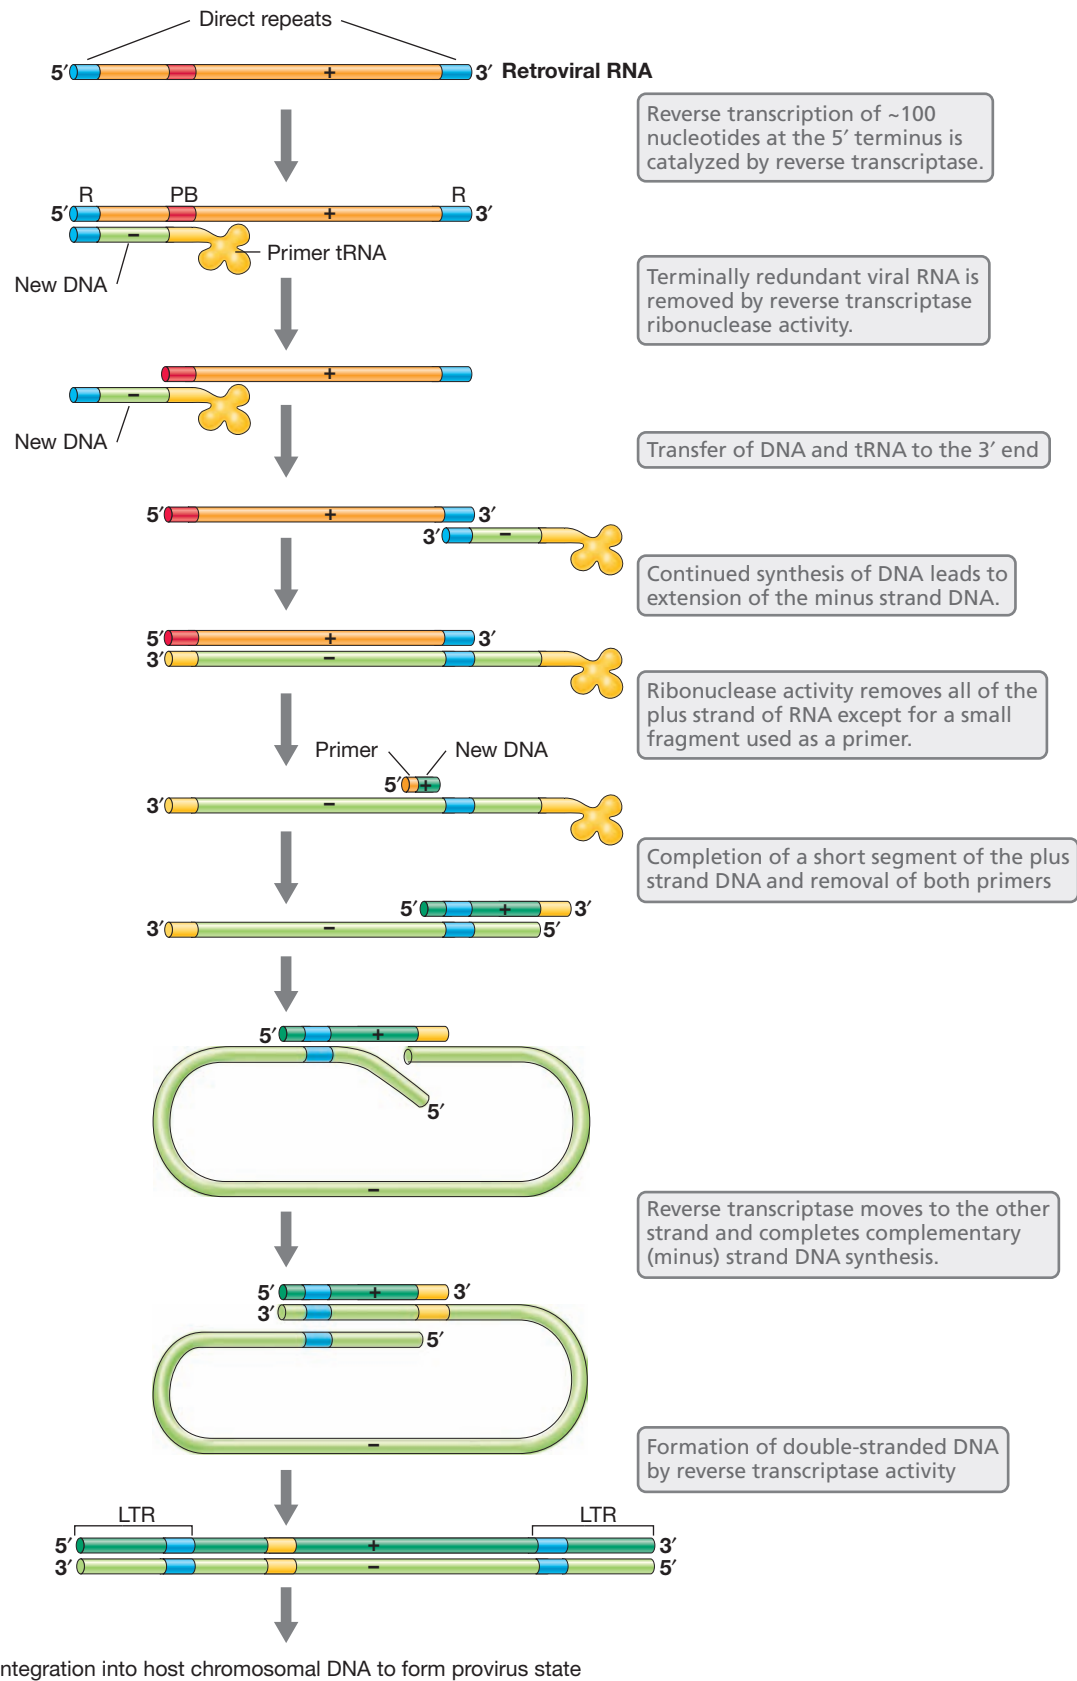 Direct repeats
5′ + 3′ Retroviral RNA
Reverse transcription of ~100
nucleotides at the 5′ terminus is
catalyzed by reverse transcriptase.
R PB R
5′ + 3′
−
Primer tRNA
New DNA
Terminally redundant viral RNA is
removed by reverse transcriptase
ribonuclease activity.
+
−
New DNA
Transfer of DNA and tRNA to the 3′ end
5′ + 3′
3′ −
Continued synthesis of DNA leads to
extension of the minus strand DNA.
5′ + 3′
3′ −
Ribonuclease activity removes all of the
plus strand of RNA except for a small
fragment used as a primer.
Primer New DNA
5′ +
3′ −
Completion of a short segment of the plus
strand DNA and removal of both primers
5′ + 3′
3′ − 5′
5′ +
5′
−
Reverse transcriptase moves to the other
strand and completes complementary
(minus) strand DNA synthesis.
5′ + 3′
3′
5′
−
Formation of double-stranded DNA
by reverse transcriptase activity
LTR LTR
5′ + 3′
3′ − 5′
ntegration into host chromosomal DNA to form provirus state